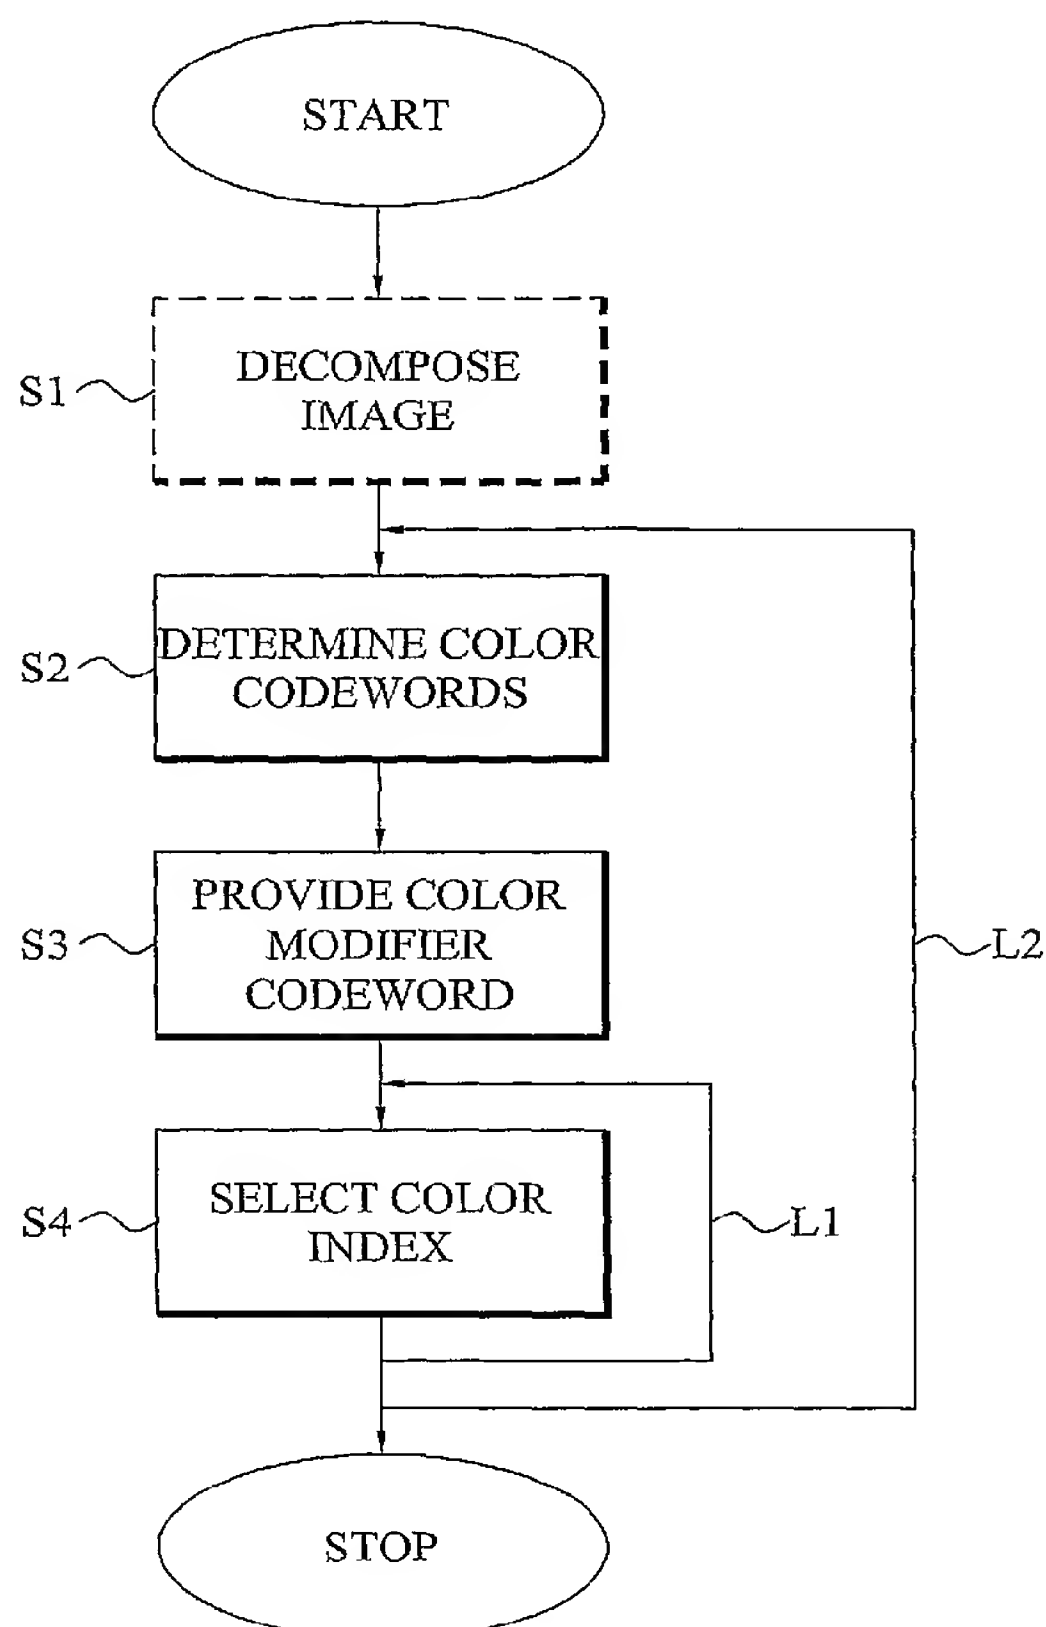 START
DECOMPOSE
IMAGE
S1
DETERMINE COLOR
CODEWORDS
S2
PROVIDE COLOR
MODIFIER
CODEWORD
S3
L2
SELECT COLOR
INDEX
S4
L1
STOP